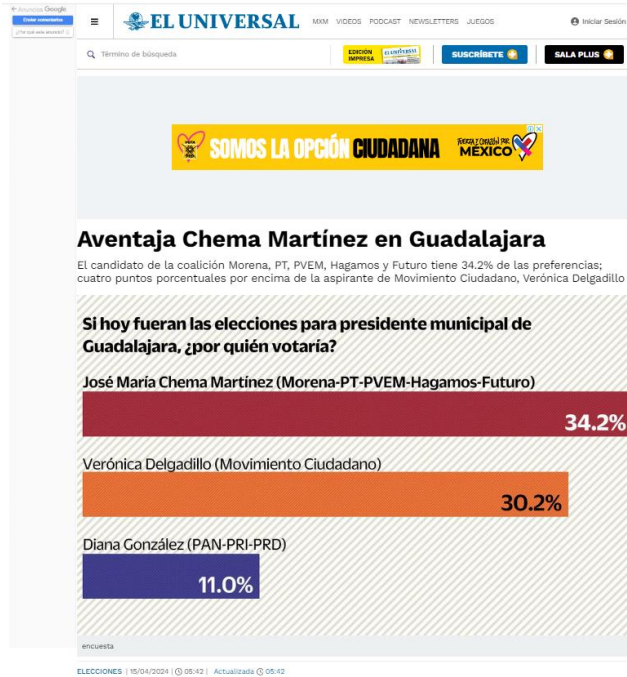 ← Anuncios Google
Enviar comentarios
¿Por qué este anuncio?
EL UNIVERSAL
MXM VIDEOS PODCAST NEWSLETTERS JUEGOS
Iniciar Sesión
Término de búsqueda
EDICIÓN
IMPRESA
SUSCRÍBETE
SALA PLUS
SOMOS LA OPCIÓN CIUDADANA
FUERZA Y CORAZÓN POR
MÉXICO
Aventaja Chema Martínez en Guadalajara
El candidato de la coalición Morena, PT, PVEM, Hagamos y Futuro tiene 34.2% de las preferencias;
cuatro puntos porcentuales por encima de la aspirante de Movimiento Ciudadano, Verónica Delgadillo
Si hoy fueran las elecciones para presidente municipal de
Guadalajara, ¿por quién votaría?
José María Chema Martínez (Morena-PT-PVEM-Hagamos-Futuro)
34.2%
Verónica Delgadillo (Movimiento Ciudadano)
30.2%
Diana González (PAN-PRI-PRD)
11.0%
encuesta
ELECCIONES | 15/04/2024 | 05:42 | Actualizada 05:42